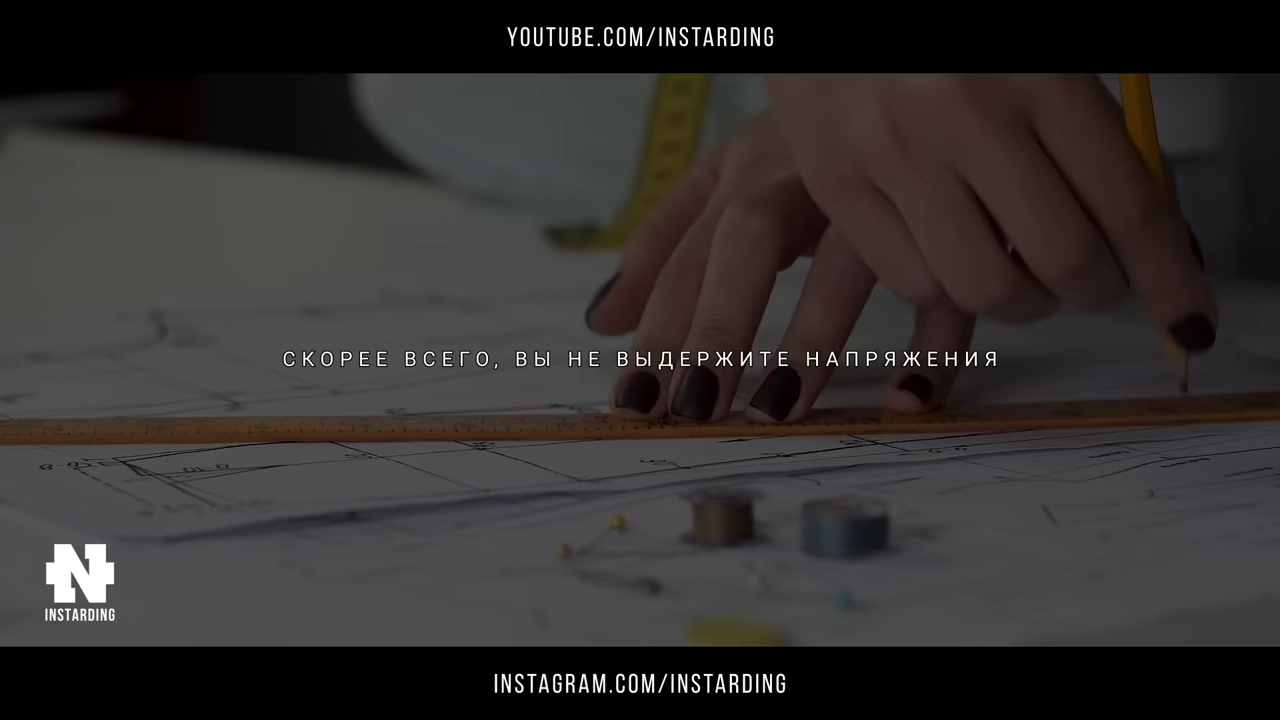 YOUTUBE.COM/INSTARDING
СКОРЕЕ ВСЕГО, ВЫ НЕ ВЫДЕРЖИТЕ НАПРЯЖЕНИЯ
N
INSTARDING
INSTAGRAM.COM/INSTARDING